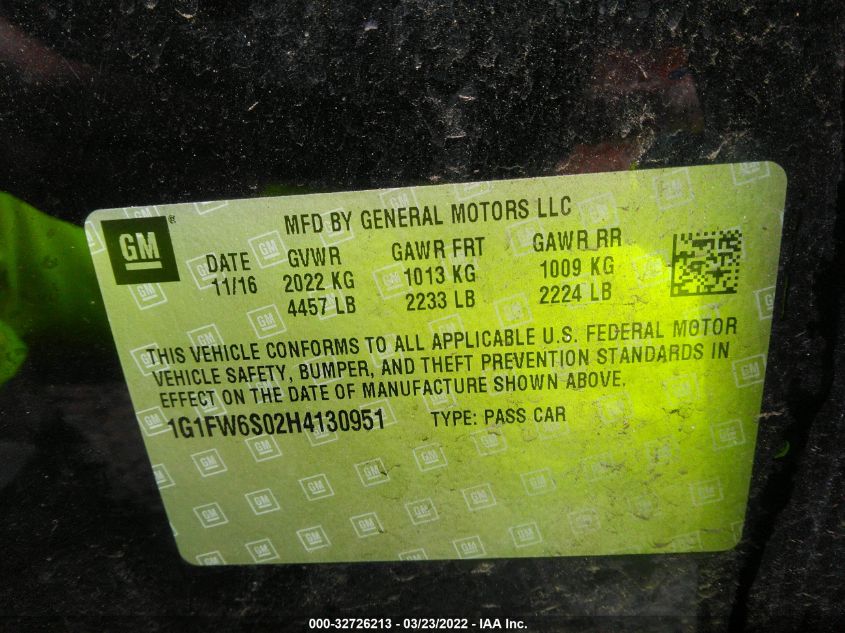 GM ®
MFD BY GENERAL MOTORS LLC
DATE GVWR GAWR FRT GAWR RR
11/16 2022 KG 1013 KG 1009 KG
4457 LB 2233 LB 2224 LB
THIS VEHICLE CONFORMS TO ALL APPLICABLE U.S. FEDERAL MOTOR
VEHICLE SAFETY, BUMPER, AND THEFT PREVENTION STANDARDS IN
EFFECT ON THE DATE OF MANUFACTURE SHOWN ABOVE.
1G1FW6S02H4130951 TYPE: PASS CAR
000-32726213 - 03/23/2022 - IAA Inc.